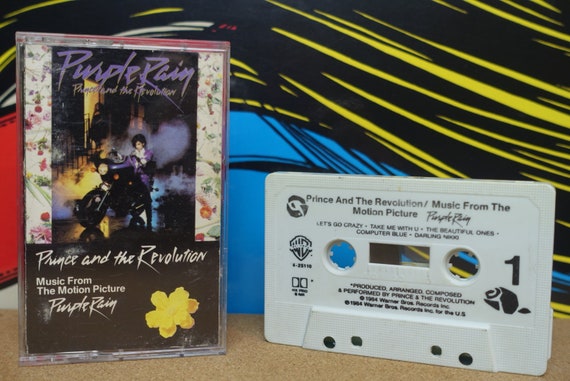 Purple Rain
Prince and the Revolution
Prince and the Revolution
Music From
The Motion Picture
Purple Rain
Prince And The Revolution/ Music From The
Motion Picture Purple Rain
LET'S GO CRAZY • TAKE ME WITH U • THE BEAUTIFUL ONES •
COMPUTER BLUE • DARLING NIKKI
4-25110
1
*PRODUCED, ARRANGED, COMPOSED
& PERFORMED BY PRINCE & THE REVOLUTION
℗1984 Warner Bros. Records Inc.
©1984 Warner Bros. Records Inc. for the U.S